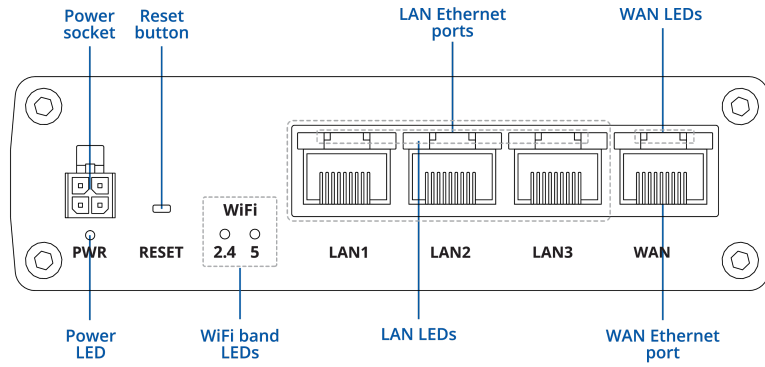 Power
socket
Reset
button
LAN Ethernet
ports
WAN LEDs
WiFi
2.4 5
PWR
RESET
LAN1
LAN2
LAN3
WAN
Power
LED
WiFi band
LEDs
LAN LEDs
WAN Ethernet
port